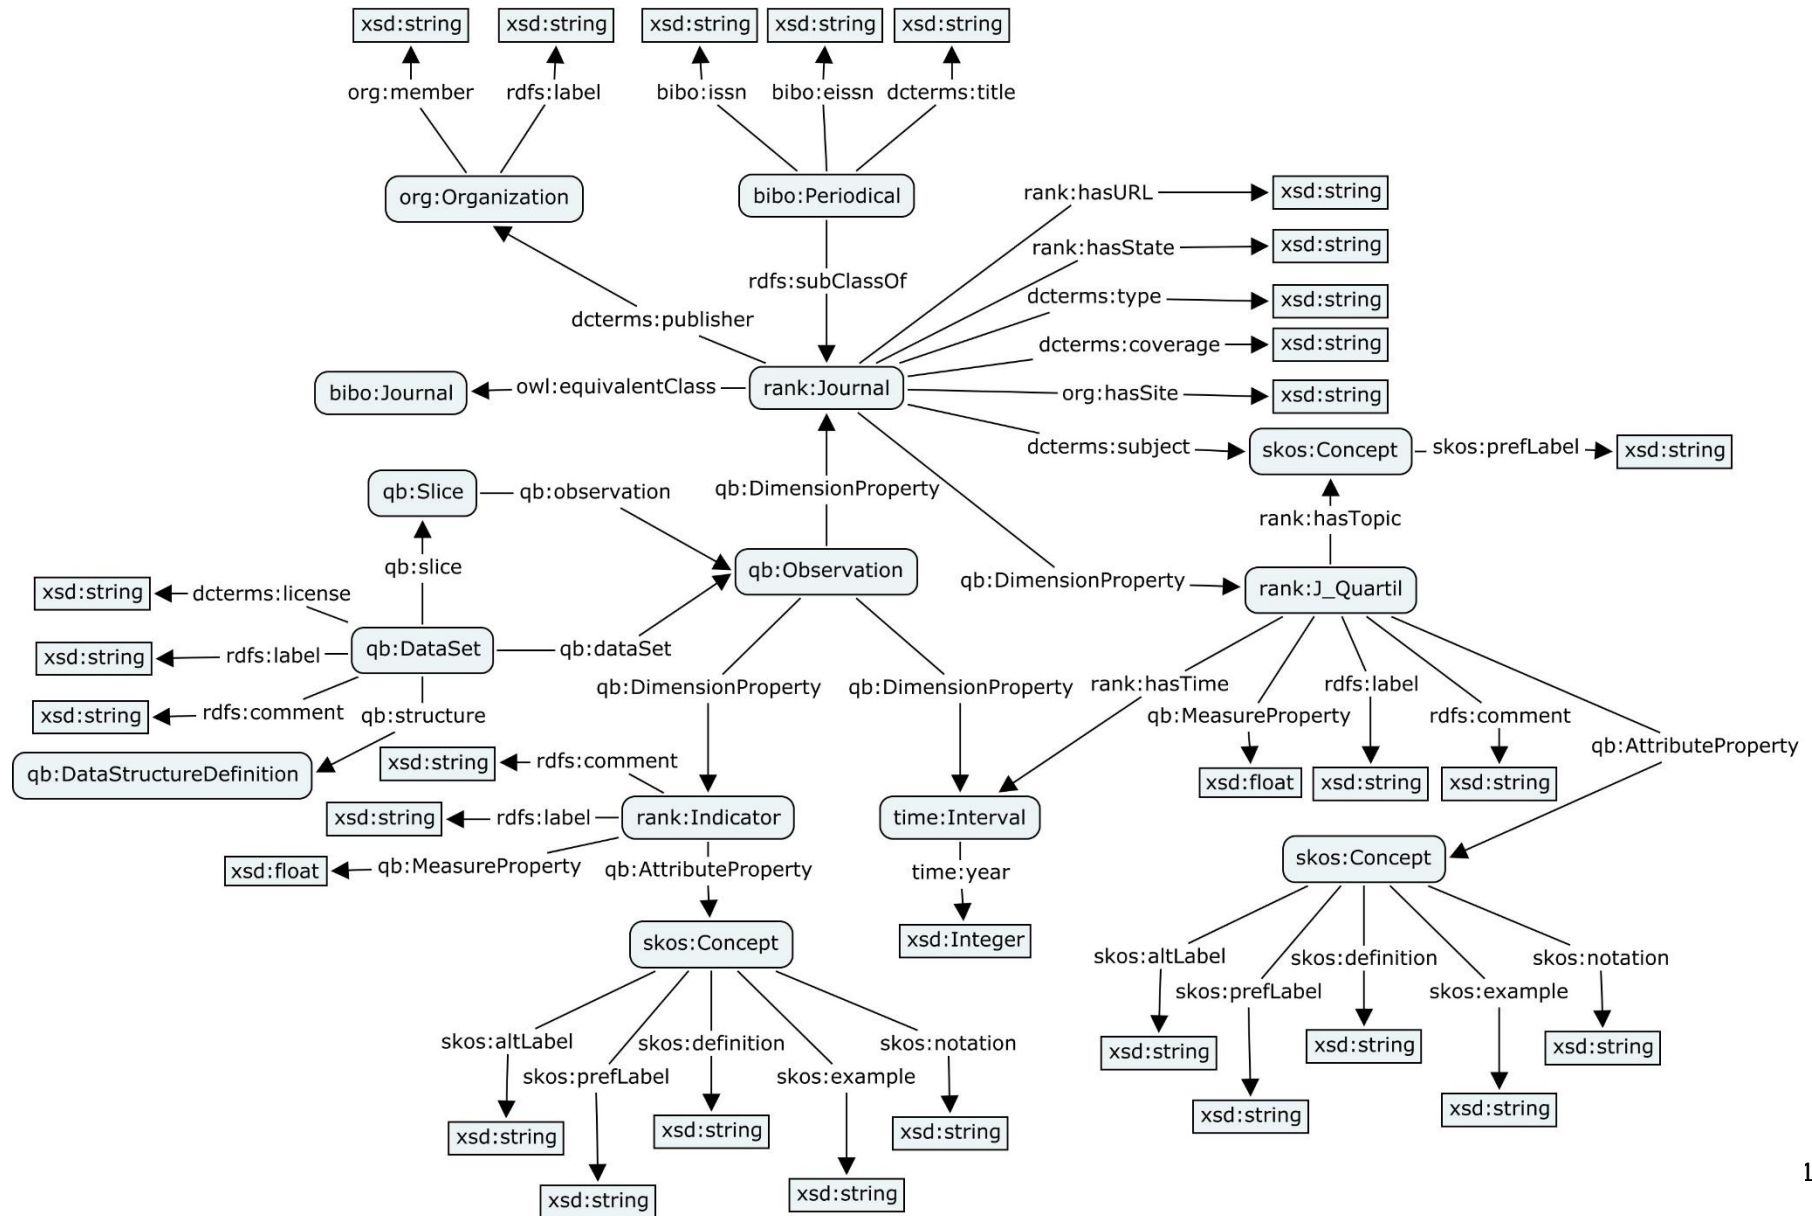 xsd:string xsd:string xsd:string xsd:string xsd:string
org:member rdfs:label bibo:issn bibo:eissn dcterms:title
org:Organization bibo:Periodical rank:hasURL xsd:string
rank:hasState xsd:string
rdfs:subClassOf
dcterms:type xsd:string
dcterms:publisher
dcterms:coverage xsd:string
bibo:Journal owl:equivalentClass rank:Journal org:hasSite xsd:string
dcterms:subject skos:Concept skos:prefLabel xsd:string
qb:Slice qb:observation qb:DimensionProperty
rank:hasTopic
qb:slice qb:Observation qb:DimensionProperty rank:J_Quartil
xsd:string dcterms:license
xsd:string rdfs:label qb:DataSet qb:dataSet
qb:DimensionProperty qb:DimensionProperty rank:hasTime rdfs:label
xsd:string rdfs:comment qb:structure qb:MeasureProperty rdfs:comment
qb:AttributeProperty
qb:DataStructureDefinition xsd:string rdfs:comment xsd:float xsd:string xsd:string
xsd:string rdfs:label rank:Indicator time:Interval
xsd:float qb:MeasureProperty qb:AttributeProperty time:year skos:Concept
skos:Concept xsd:Integer
skos:altLabel skos:definition skos:notation
skos:prefLabel skos:example
skos:altLabel skos:definition skos:notation xsd:string xsd:string xsd:string
skos:prefLabel skos:example
xsd:string xsd:string
xsd:string xsd:string xsd:string
xsd:string xsd:string
1